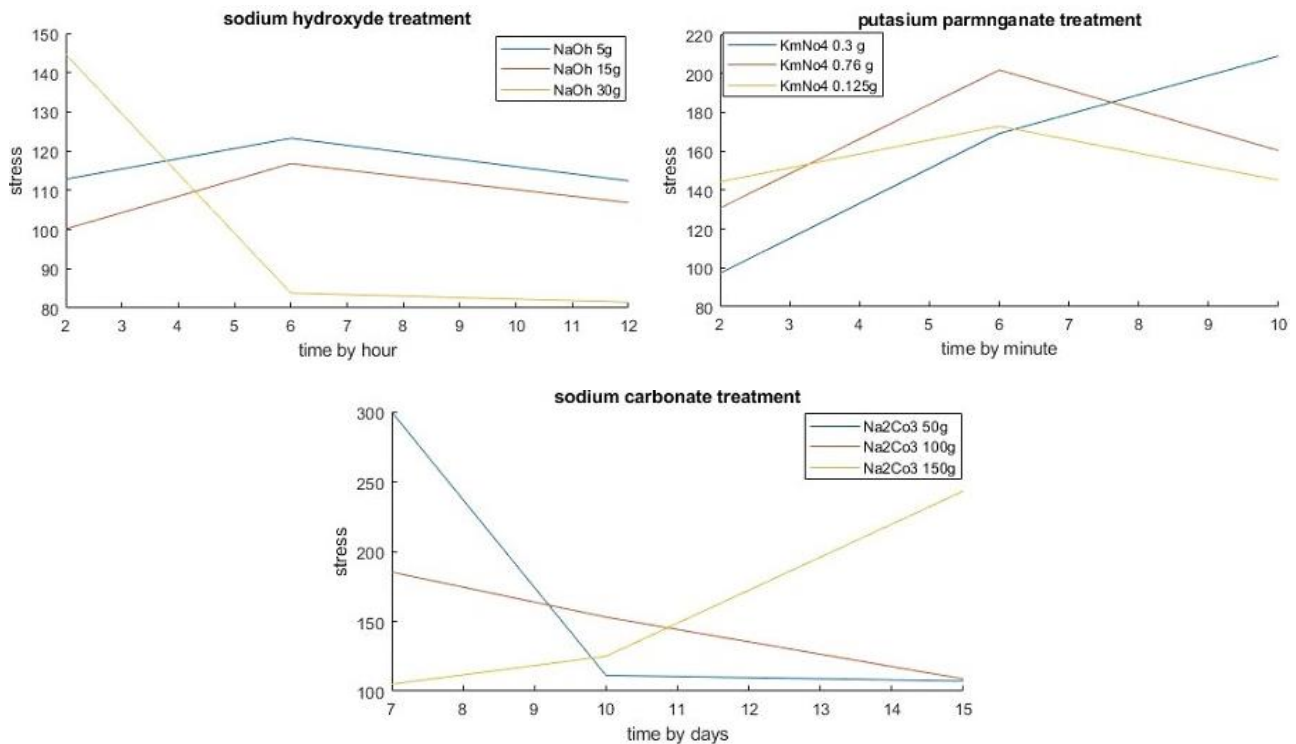 sodium hydroxyde treatment
150
140
130
120
110
100
90
80
stress
2 3 4 5 6 7 8 9 10 11 12
time by hour
NaOh 5g
NaOh 15g
NaOh 30g
putasium parmnganate treatment
220
200
180
160
140
120
100
80
stress
2 3 4 5 6 7 8 9 10
time by minute
KmNo4 0.3 g
KmNo4 0.76 g
KmNo4 0.125g
sodium carbonate treatment
300
250
200
150
100
stress
7 8 9 10 11 12 13 14 15
time by days
Na2Co3 50g
Na2Co3 100g
Na2Co3 150g